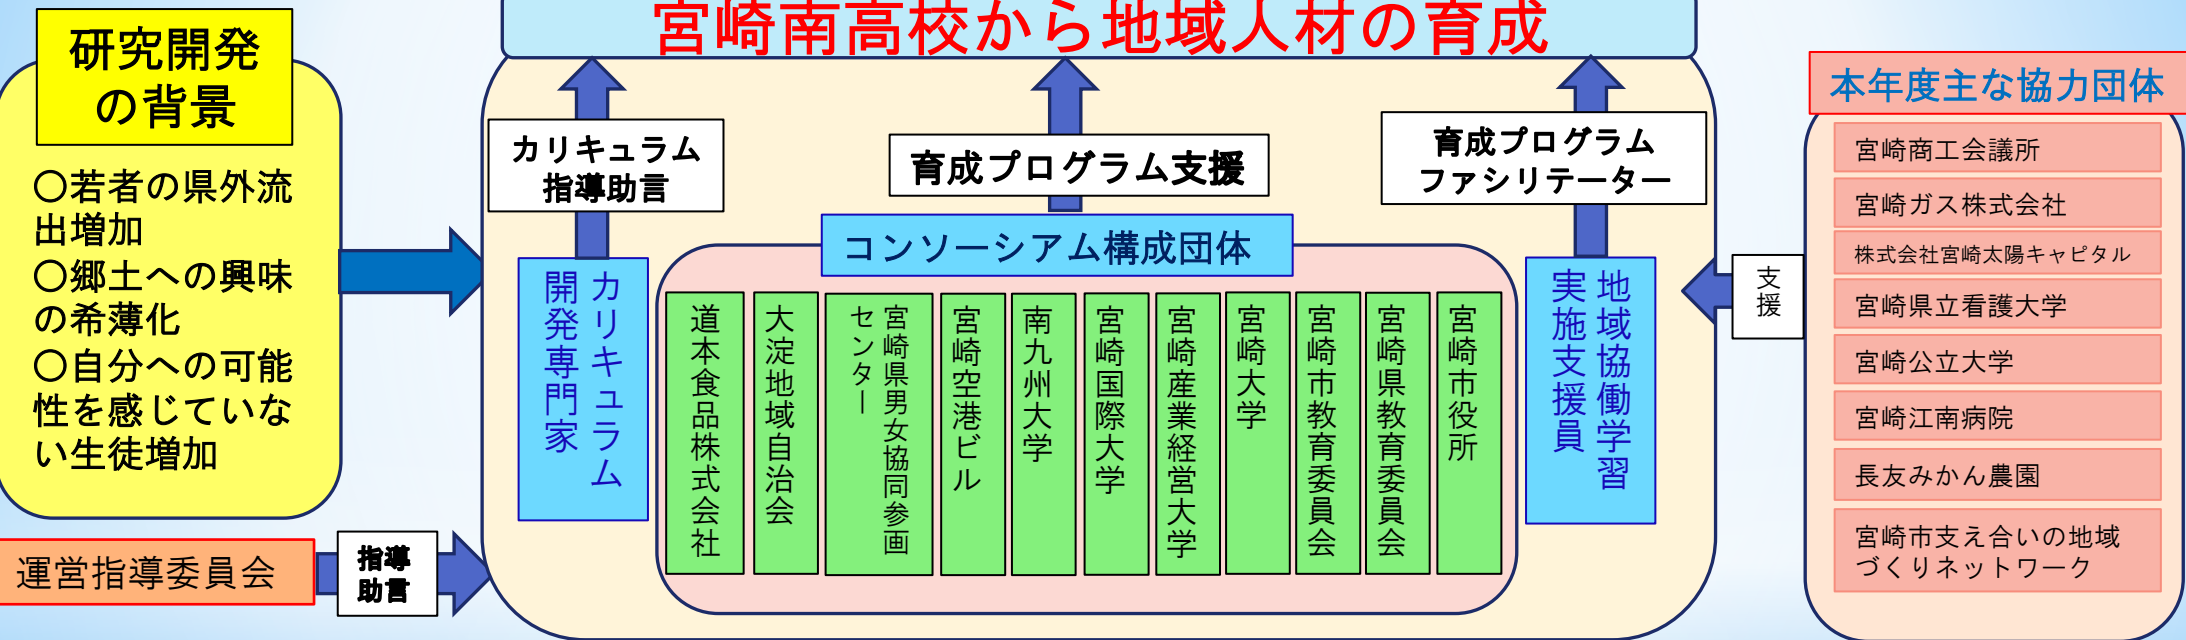 宮崎南高校から地域人材の育成
研究開発
の背景
〇若者の県外流
出増加
〇郷土への興味
の希薄化
〇自分への可能
性を感じていな
い生徒増加
運営指導委員会
指導
助言
カリキュラム
指導助言
育成プログラム支援
育成プログラム
ファシリテーター
カリキュラム
開発専門家
コンソーシアム構成団体
道本食品株式会社
大淀地域自治会
宮崎県男女協同参画
センター
宮崎空港ビル
南九州大学
宮崎国際大学
宮崎産業経営大学
宮崎大学
宮崎市教育委員会
宮崎県教育委員会
宮崎市役所
地域協働学習
実施支援員
支援
本年度主な協力団体
宮崎商工会議所
宮崎ガス株式会社
株式会社宮崎太陽キャピタル
宮崎県立看護大学
宮崎公立大学
宮崎江南病院
長友みかん農園
宮崎市支え合いの地域
づくりネットワーク